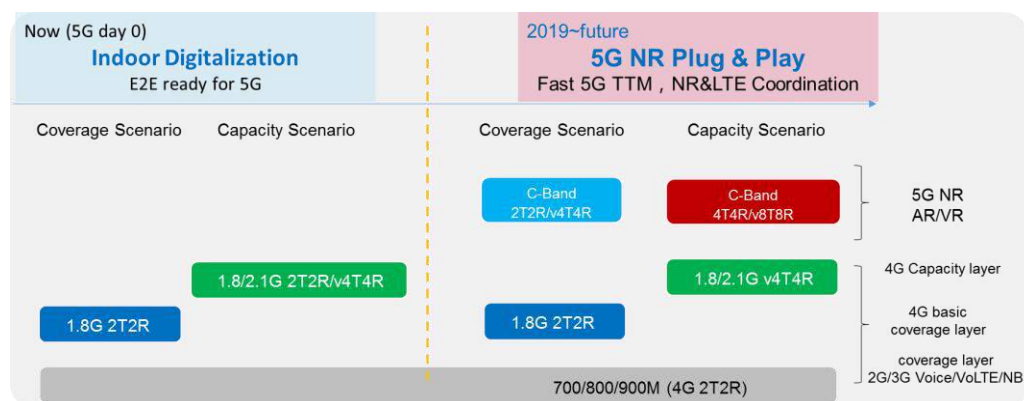 Now (5G day 0)
Indoor Digitalization
E2E ready for 5G
2019~future
5G NR Plug & Play
Fast 5G TTM , NR&LTE Coordination
Coverage Scenario
Capacity Scenario
Coverage Scenario
Capacity Scenario
C-Band
2T2R/v4T4R
C-Band
4T4R/v8T8R
5G NR
AR/VR
1.8/2.1G 2T2R/v4T4R
1.8/2.1G v4T4R
4G Capacity layer
1.8G 2T2R
1.8G 2T2R
4G basic
coverage layer
700/800/900M (4G 2T2R)
coverage layer
2G/3G Voice/VoLTE/NB